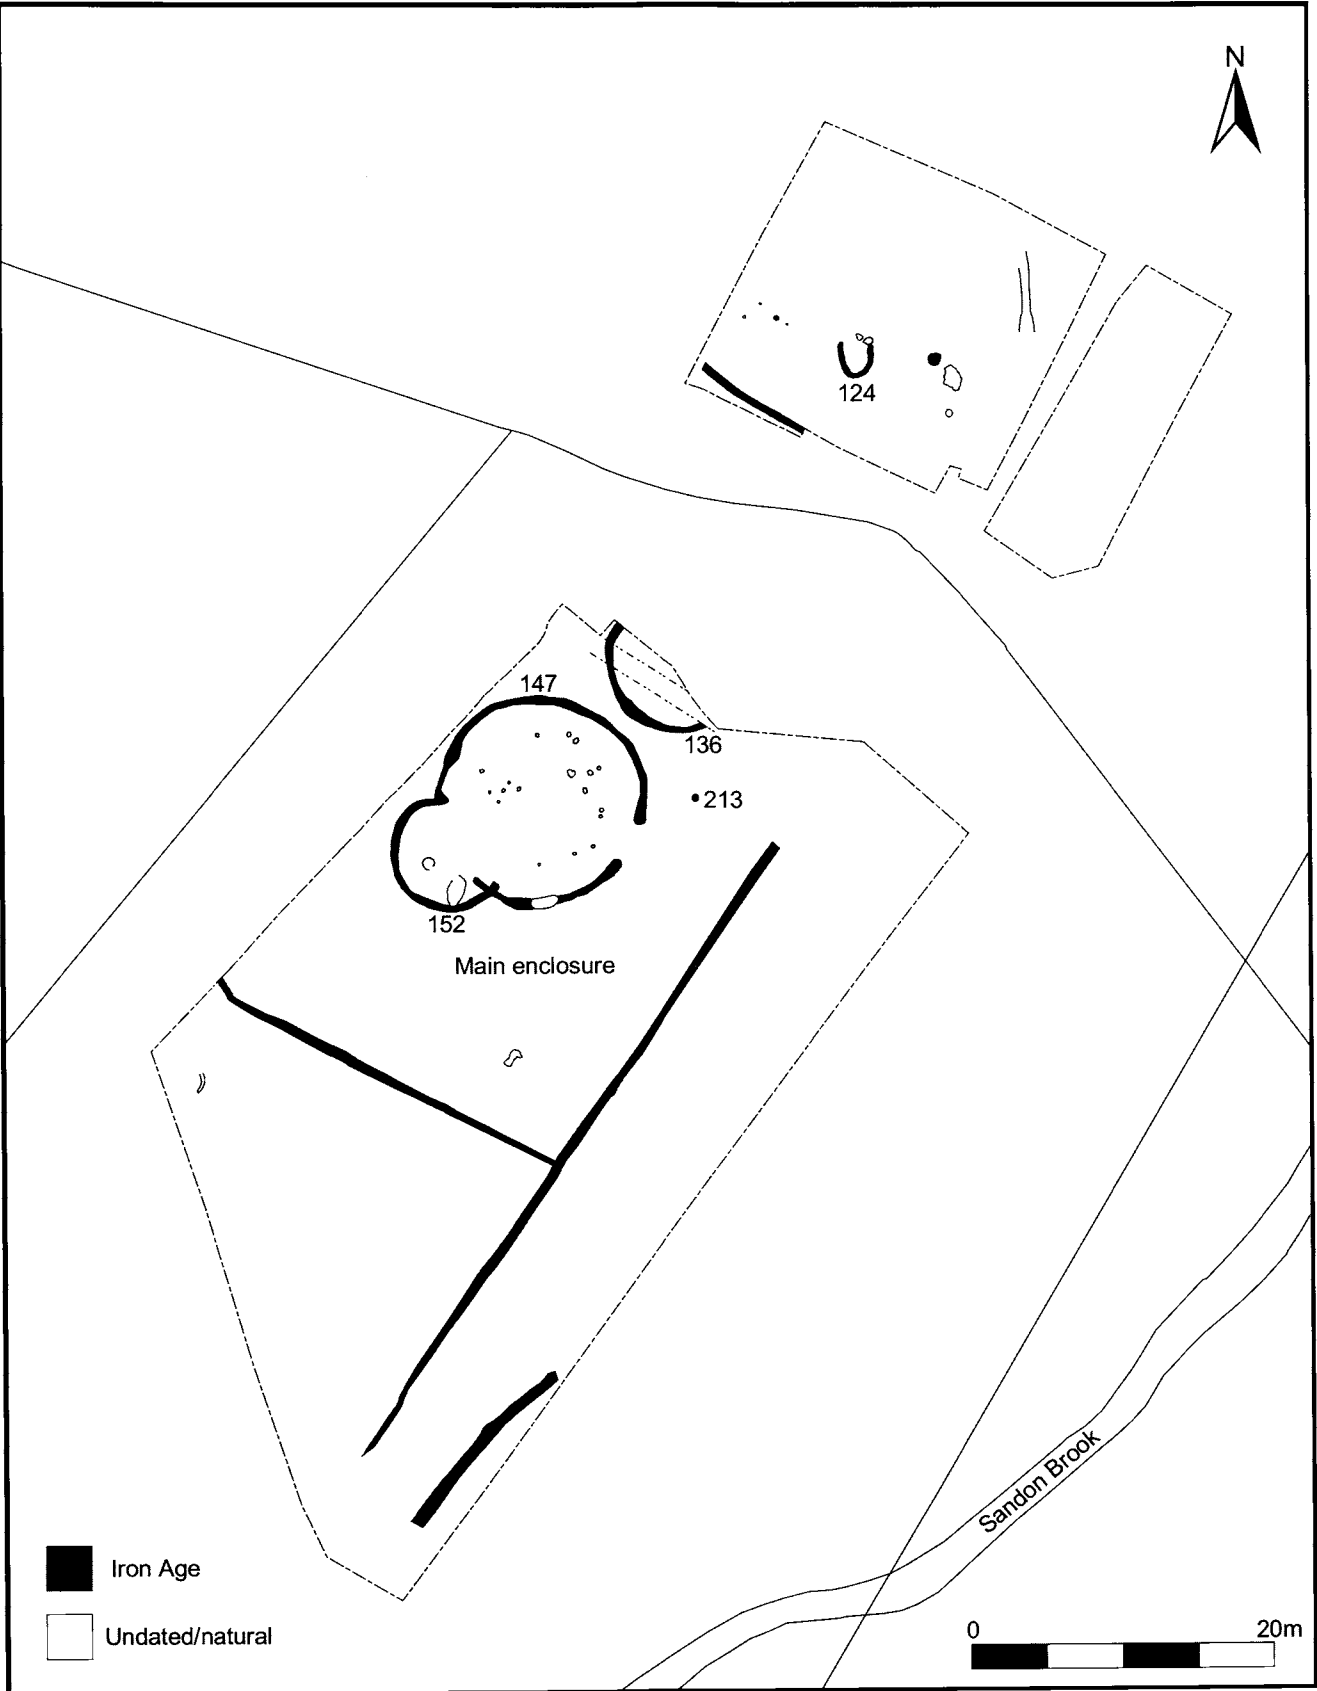 N
124
147
136
213
152
Main enclosure
Sandon Brook
Iron Age
Undated/natural
0 20m